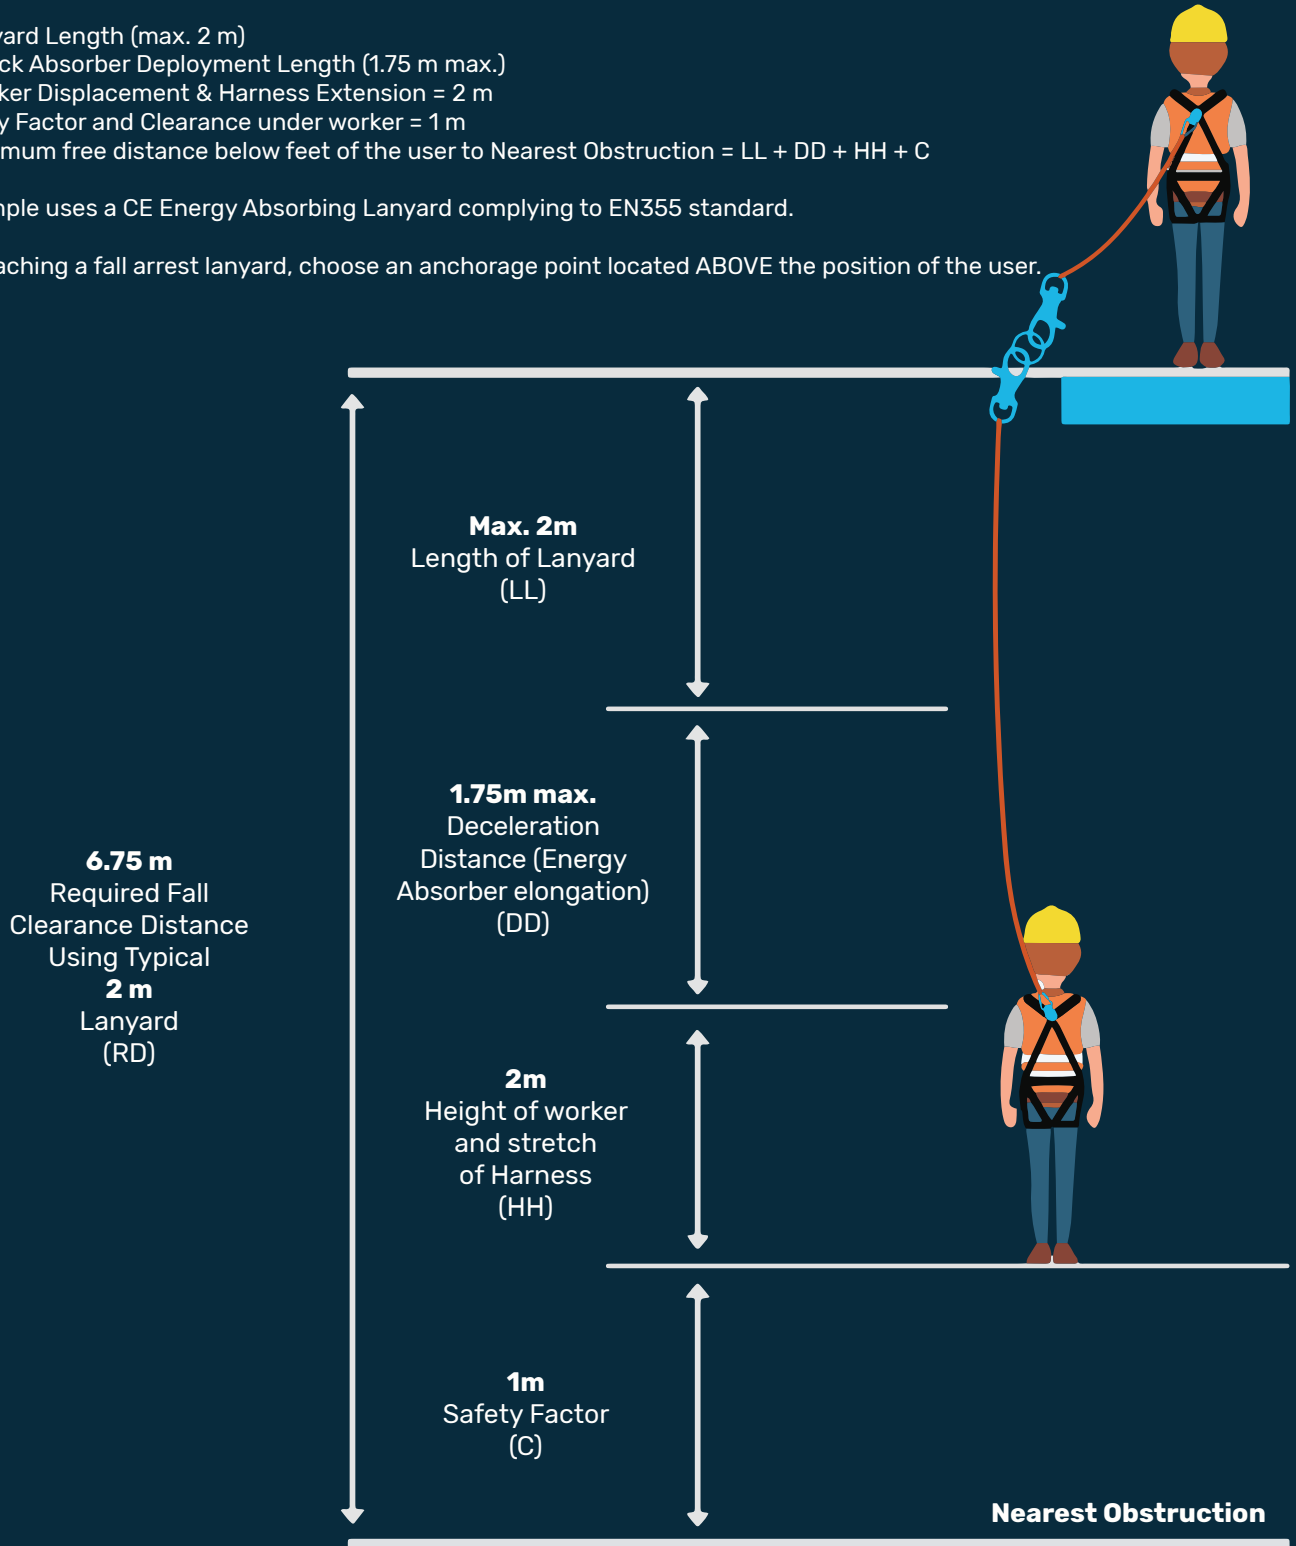 yard Length (max. 2 m)
ck Absorber Deployment Length (1.75 m max.)
ker Displacement & Harness Extension = 2 m
y Factor and Clearance under worker = 1 m
mum free distance below feet of the user to Nearest Obstruction = LL + DD + HH + C
nple uses a CE Energy Absorbing Lanyard complying to EN355 standard.
aching a fall arrest lanyard, choose an anchorage point located ABOVE the position of the user.
Max. 2m
Length of Lanyard
(LL)
1.75m max.
Deceleration
Distance (Energy
Absorber elongation)
(DD)
6.75 m
Required Fall
Clearance Distance
Using Typical
2 m
Lanyard
(RD)
2m
Height of worker
and stretch
of Harness
(HH)
1m
Safety Factor
(C)
Nearest Obstruction